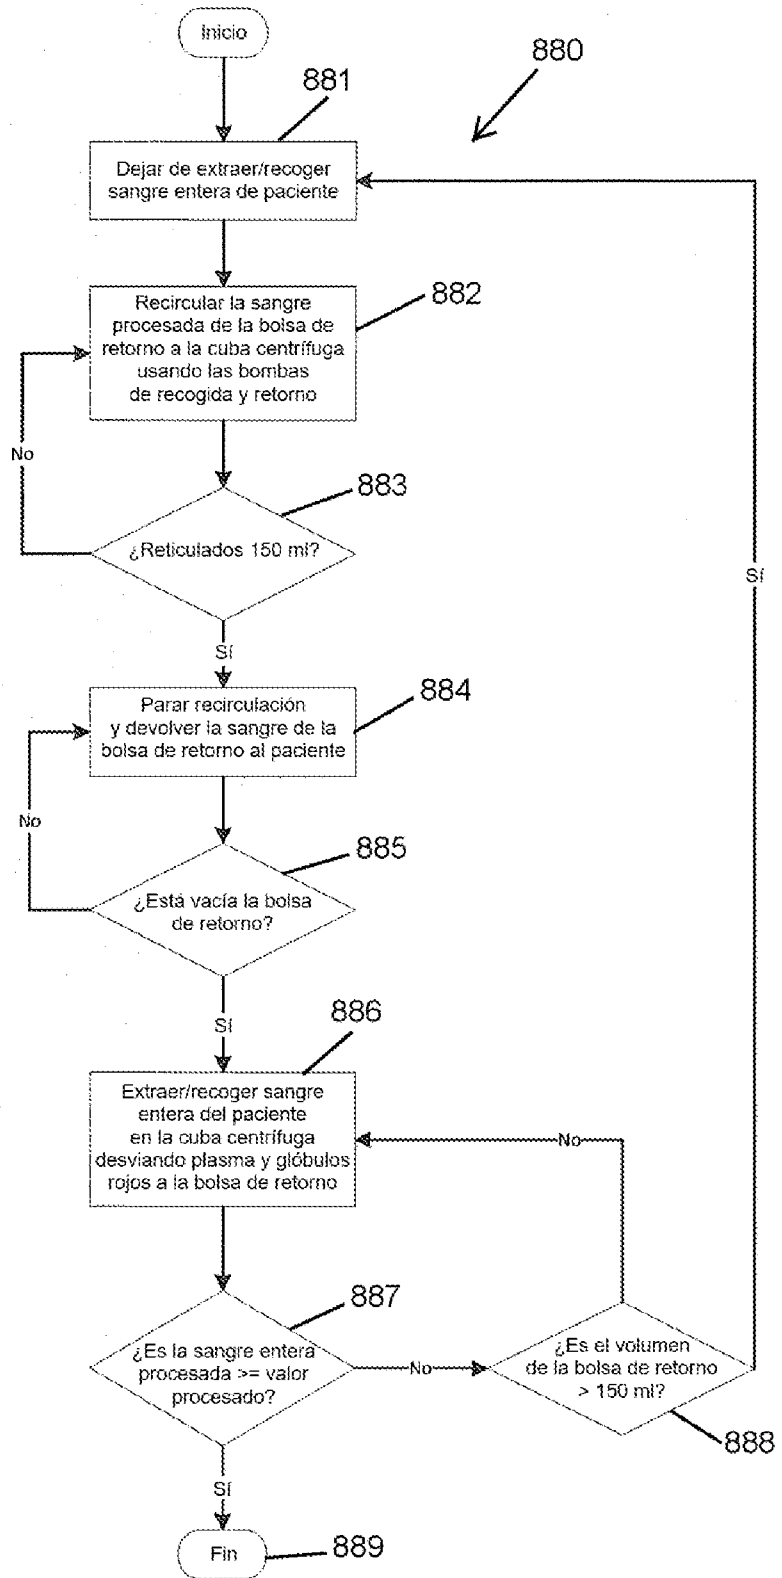 Inicio
880
881
Dejar de extraer/recoger
sangre entera de paciente
882
Recircular la sangre
procesada de la bolsa de
retorno a la cuba centrífuga
usando las bombas
de recogida y retorno
No
883
¿Reticulados 150 ml?
Sí
Sí
884
Parar recirculación
y devolver la sangre de la
bolsa de retorno al paciente
No
885
¿Está vacía la bolsa
de retorno?
Sí
886
Extraer/recoger sangre
entera del paciente
en la cuba centrífuga
desviando plasma y glóbulos
rojos a la bolsa de retorno
No
887
¿Es la sangre entera
procesada >= valor
procesado?
No
¿Es el volumen
de la bolsa de retorno
> 150 ml?
888
Sí
Fin
889